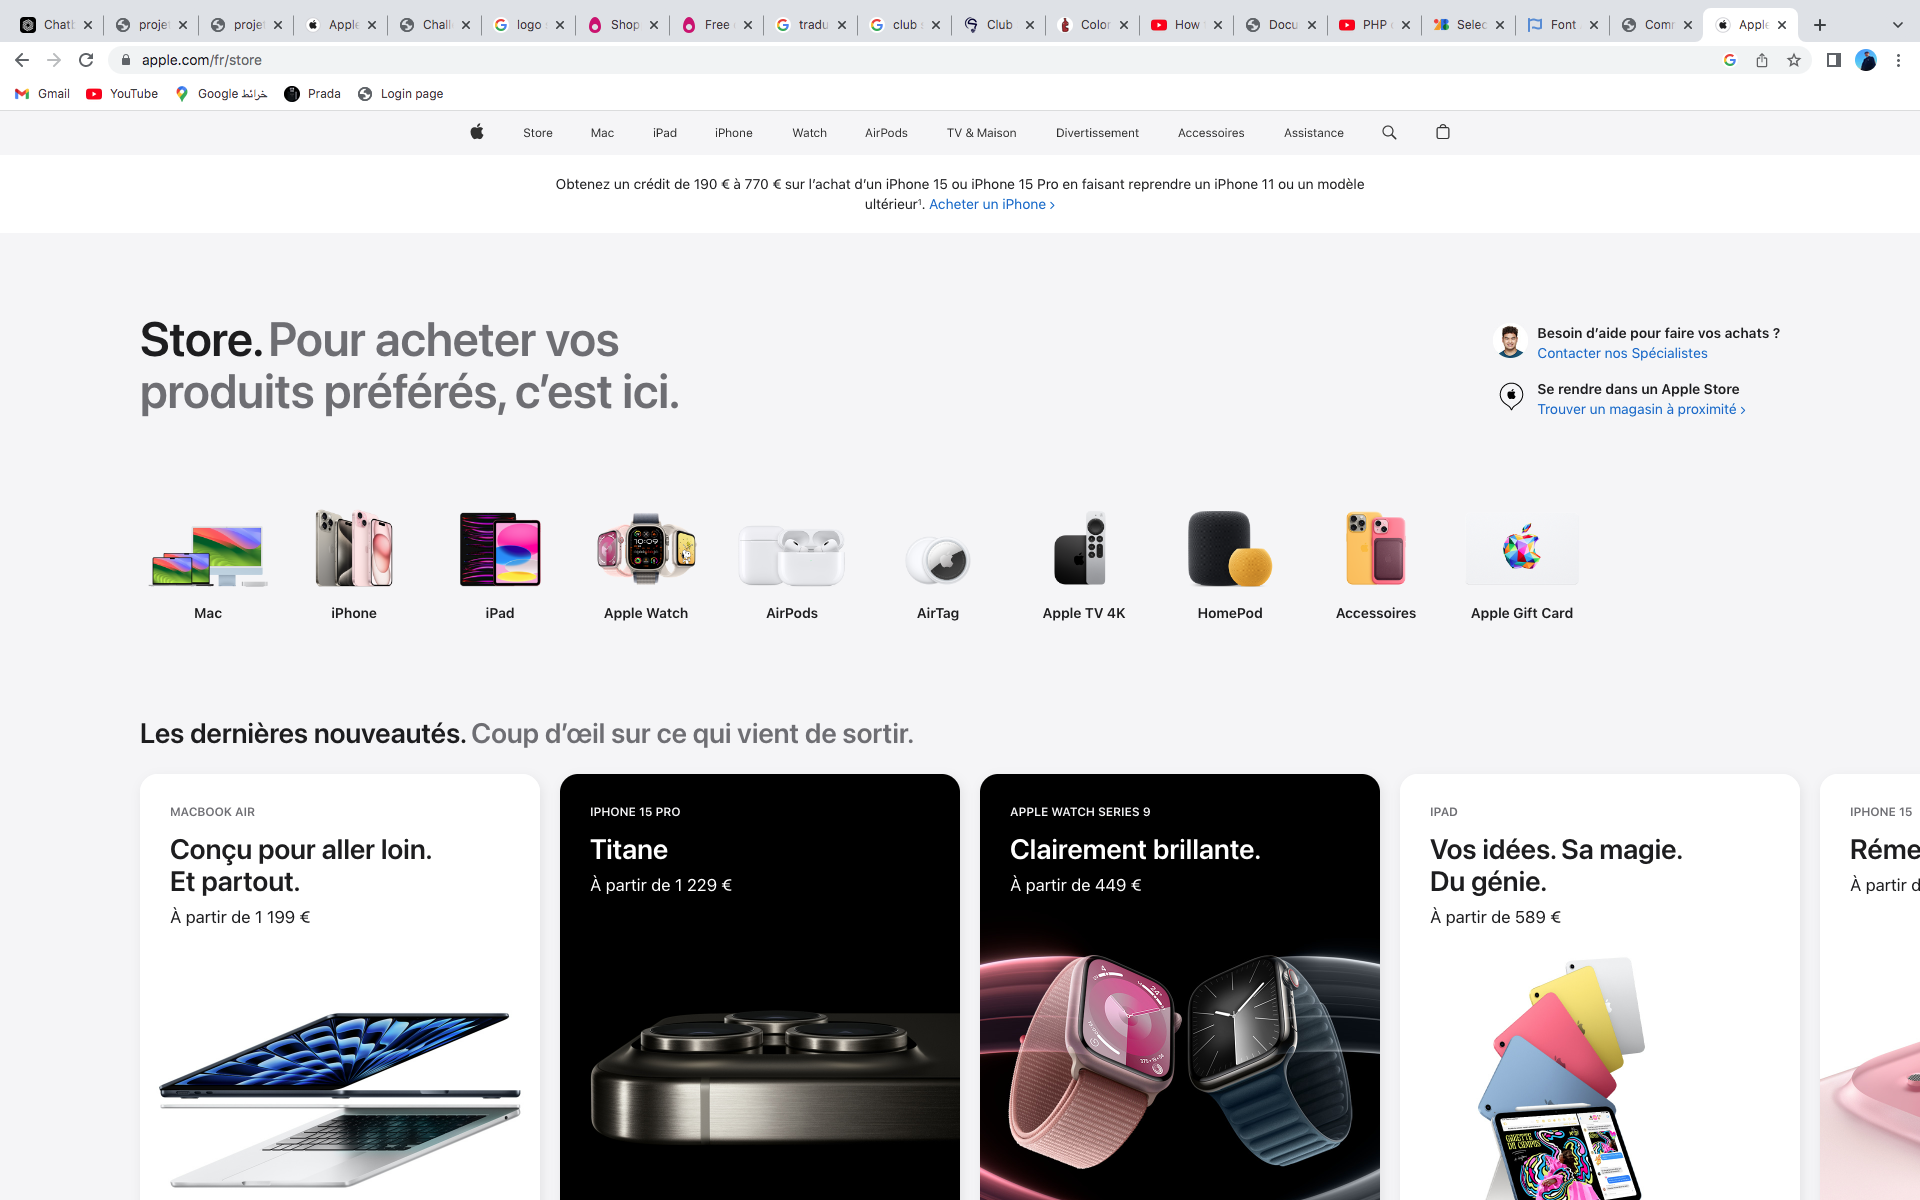 Chatb
projet
projet
Apple
Chall
logo
Shop
Free
tradu
club
Club
Color
How
Docu
PHP
Selec
Font
Com
Apple
apple.com/fr/store
Gmail
YouTube
Google خرائط
Prada
Login page
Store
Mac
iPad
iPhone
Watch
AirPods
TV & Maison
Divertissement
Accessoires
Assistance
Obtenez un crédit de 190 € à 770 € sur l’achat d’un iPhone 15 ou iPhone 15 Pro en faisant reprendre un iPhone 11 ou un modèle
ultérieur¹. Acheter un iPhone ›
Store. Pour acheter vos
produits préférés, c’est ici.
Besoin d’aide pour faire vos achats ?
Contacter nos Spécialistes
Se rendre dans un Apple Store
Trouver un magasin à proximité ›
Mac
iPhone
iPad
Apple Watch
AirPods
AirTag
Apple TV 4K
HomePod
Accessoires
Apple Gift Card
Les dernières nouveautés. Coup d’œil sur ce qui vient de sortir.
MACBOOK AIR
Conçu pour aller loin.
Et partout.
À partir de 1 199 €
IPHONE 15 PRO
Titane
À partir de 1 229 €
APPLE WATCH SERIES 9
Clairement brillante.
À partir de 449 €
IPAD
Vos idées. Sa magie.
Du génie.
À partir de 589 €
IPHONE 15
Réme
À partir d